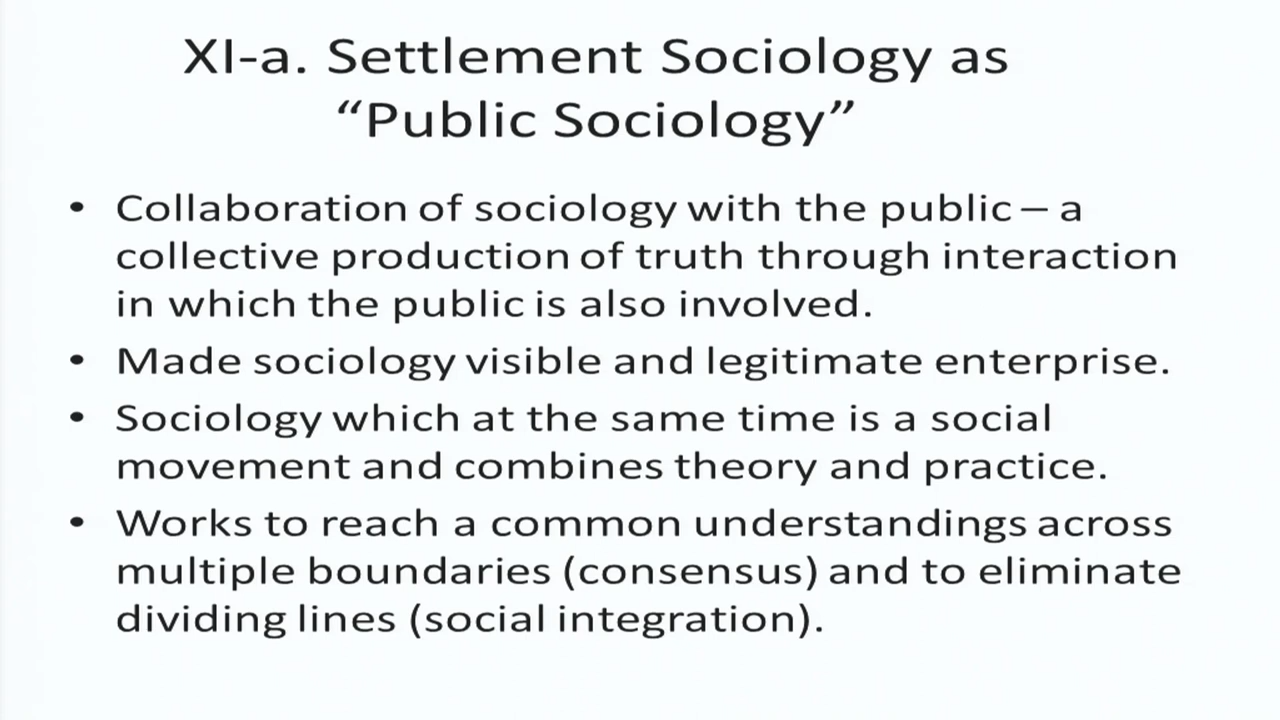 XI-a. Settlement Sociology as
“Public Sociology”
• Collaboration of sociology with the public – a
collective production of truth through interaction
in which the public is also involved.
• Made sociology visible and legitimate enterprise.
• Sociology which at the same time is a social
movement and combines theory and practice.
• Works to reach a common understandings across
multiple boundaries (consensus) and to eliminate
dividing lines (social integration).